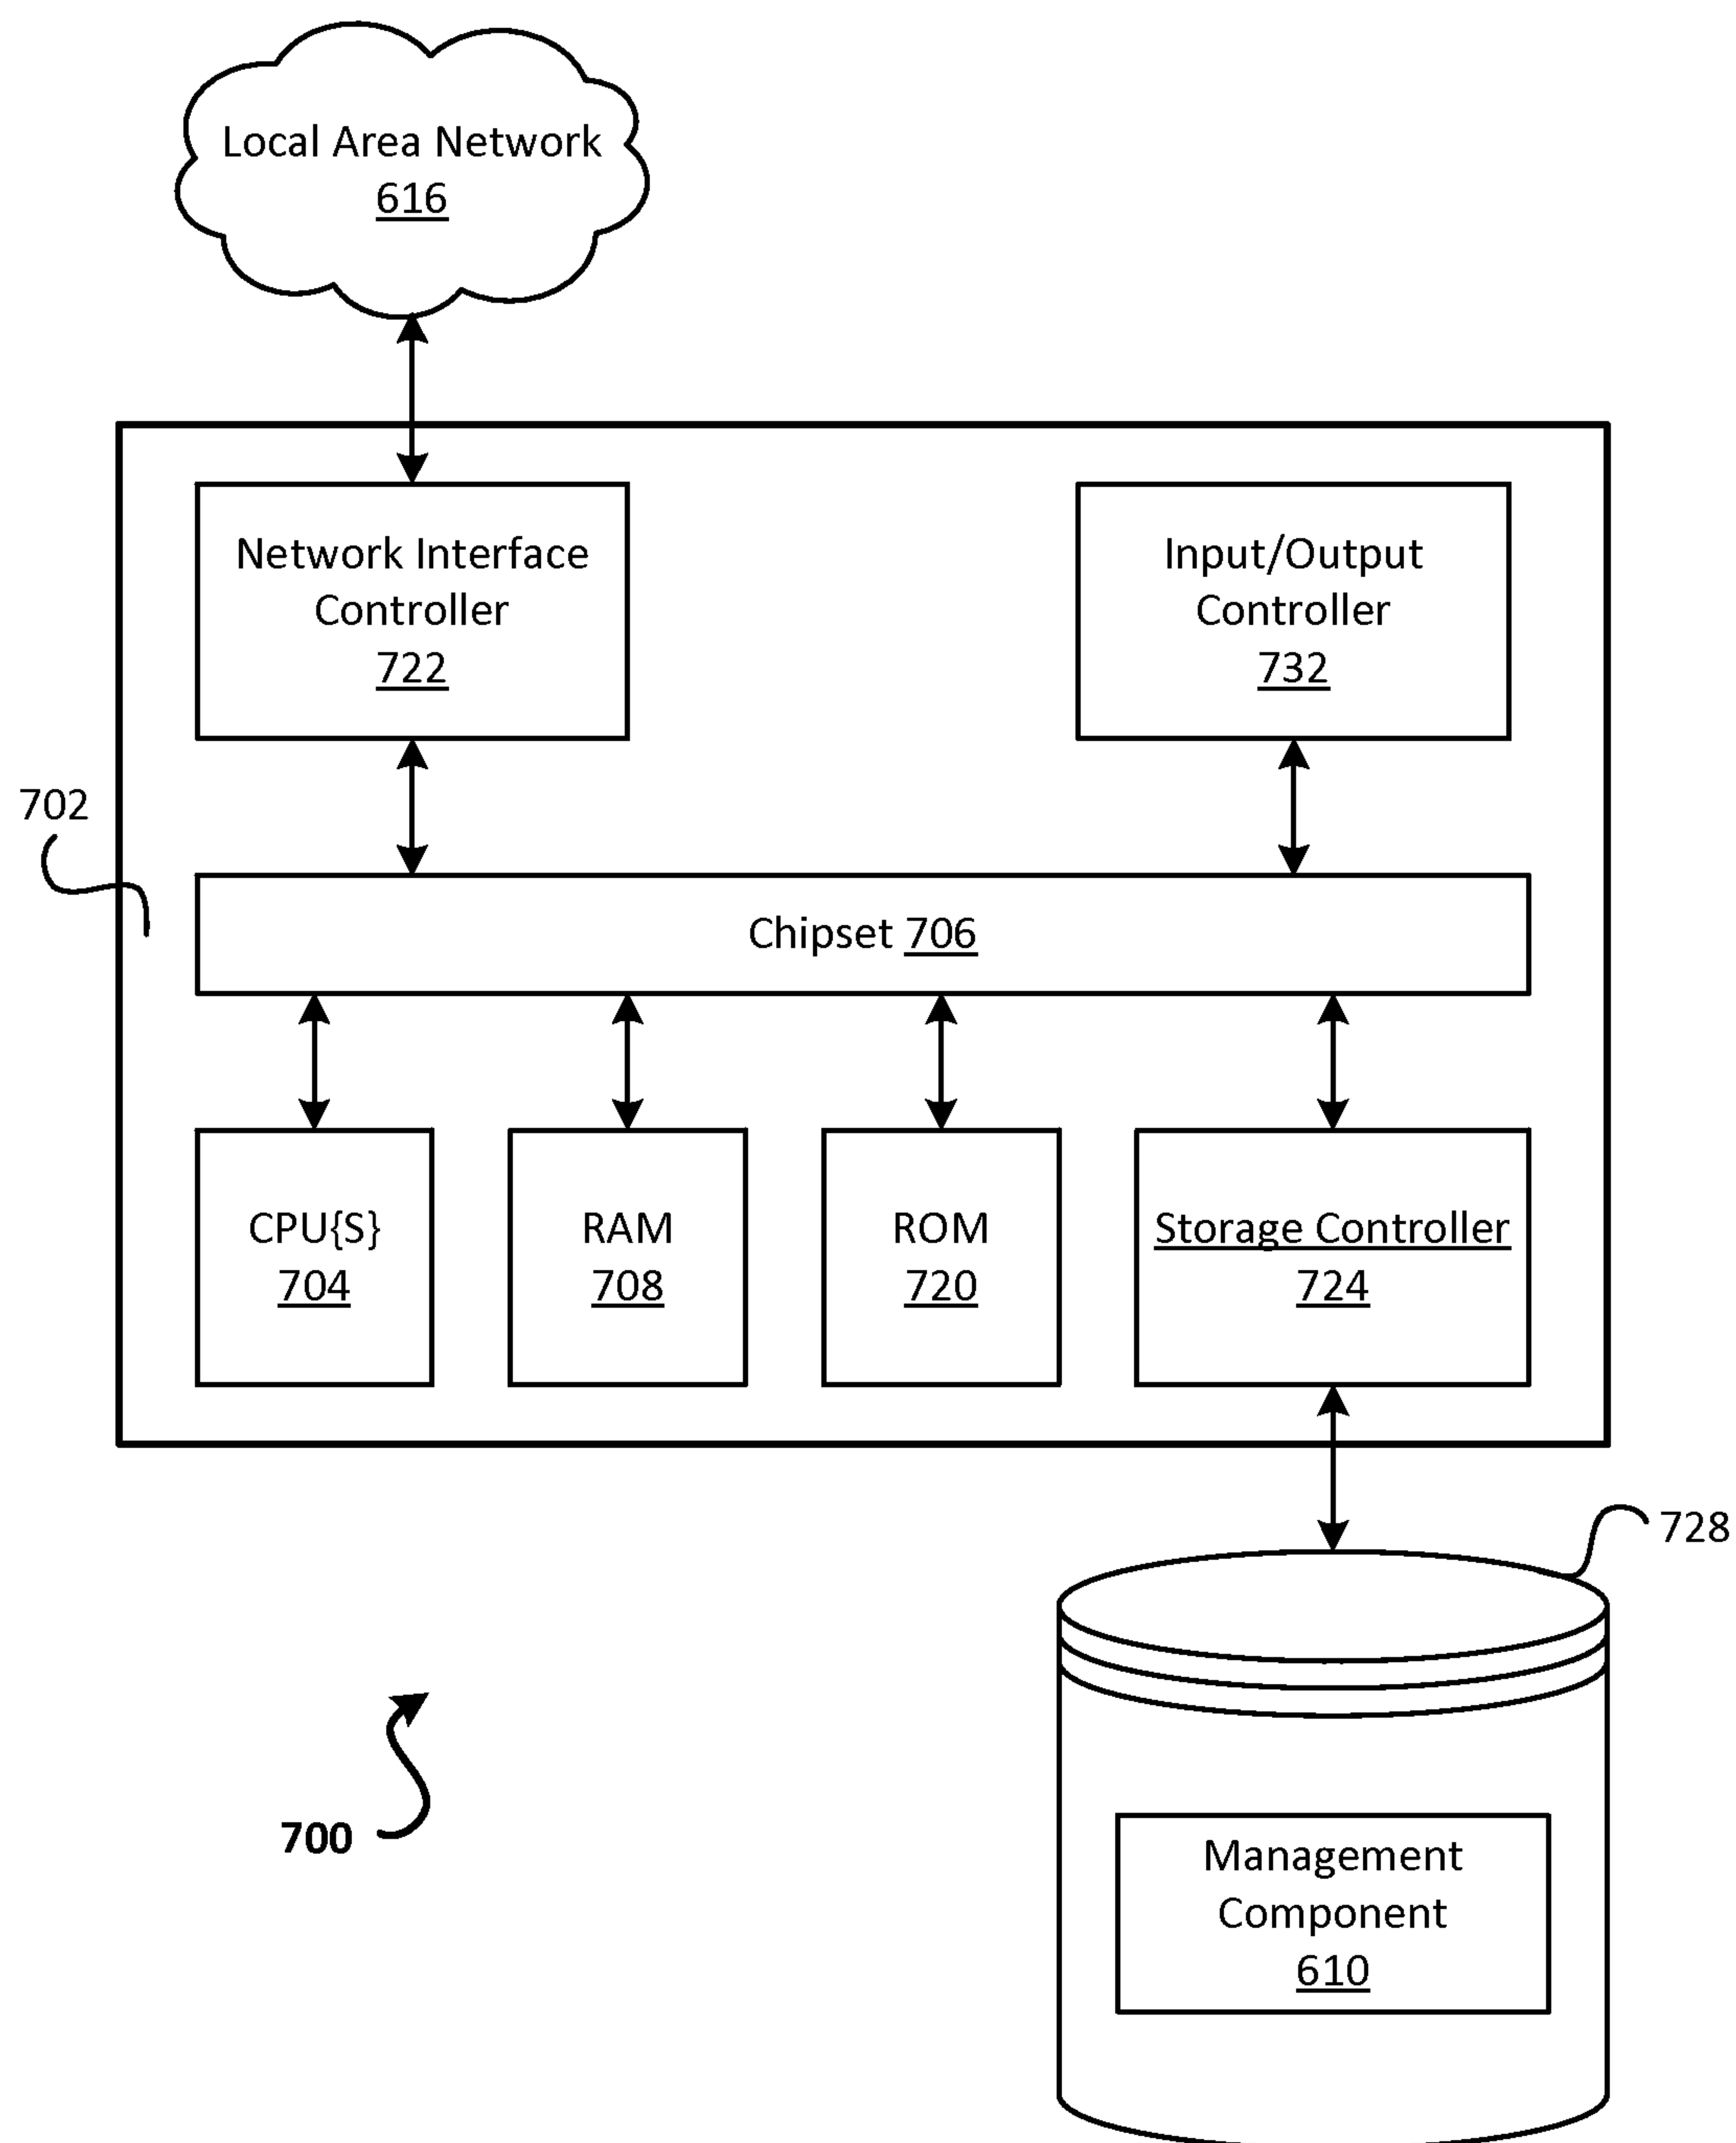 Local Area Network
616
Network Interface
Controller
722
Input/Output
Controller
732
702
Chipset 706
CPU{S}
704
RAM
708
ROM
720
Storage Controller
724
728
700
Management
Component
610